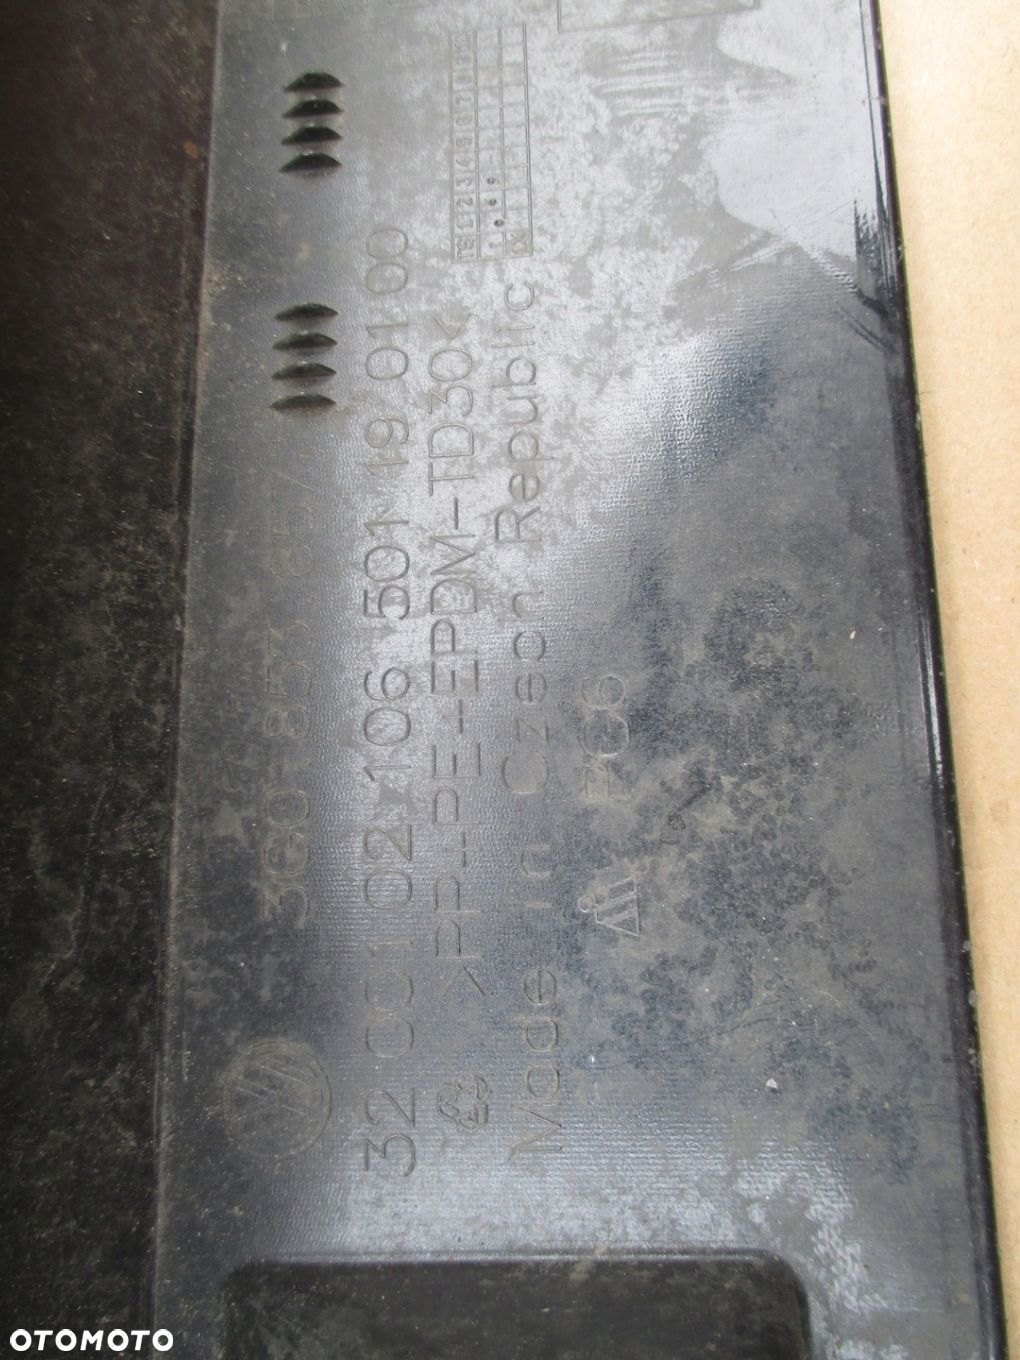 3G0 853 857
32 001 02 106 501 19 01 00
>PP+PE+EPDM-TD30<
Made in Czech Republic
PC6
OTOMOTO